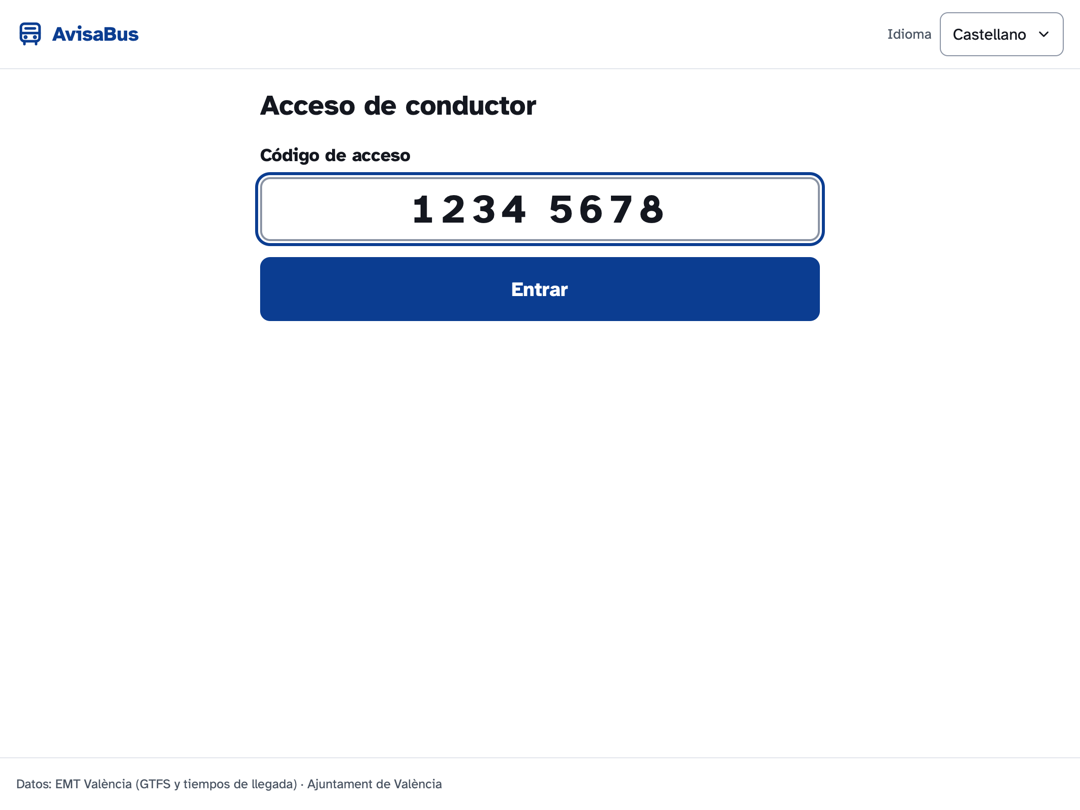 AvisaBus
Idioma
Castellano
Acceso de conductor
Código de acceso
1234 5678
Entrar
Datos: EMT València (GTFS y tiempos de llegada) · Ajuntament de València